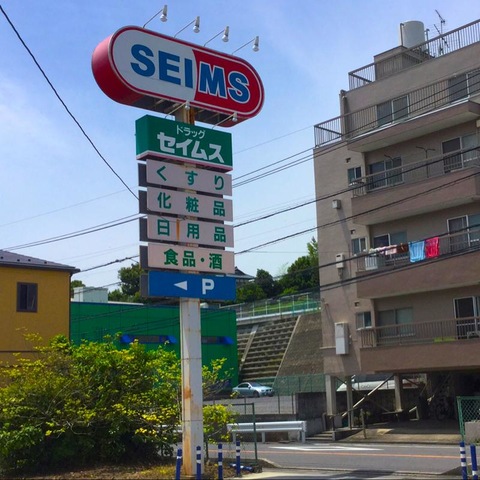 SEIMS
ドラッグ
セイムス
くすり
化粧品
日用品
食品・酒
◀ P